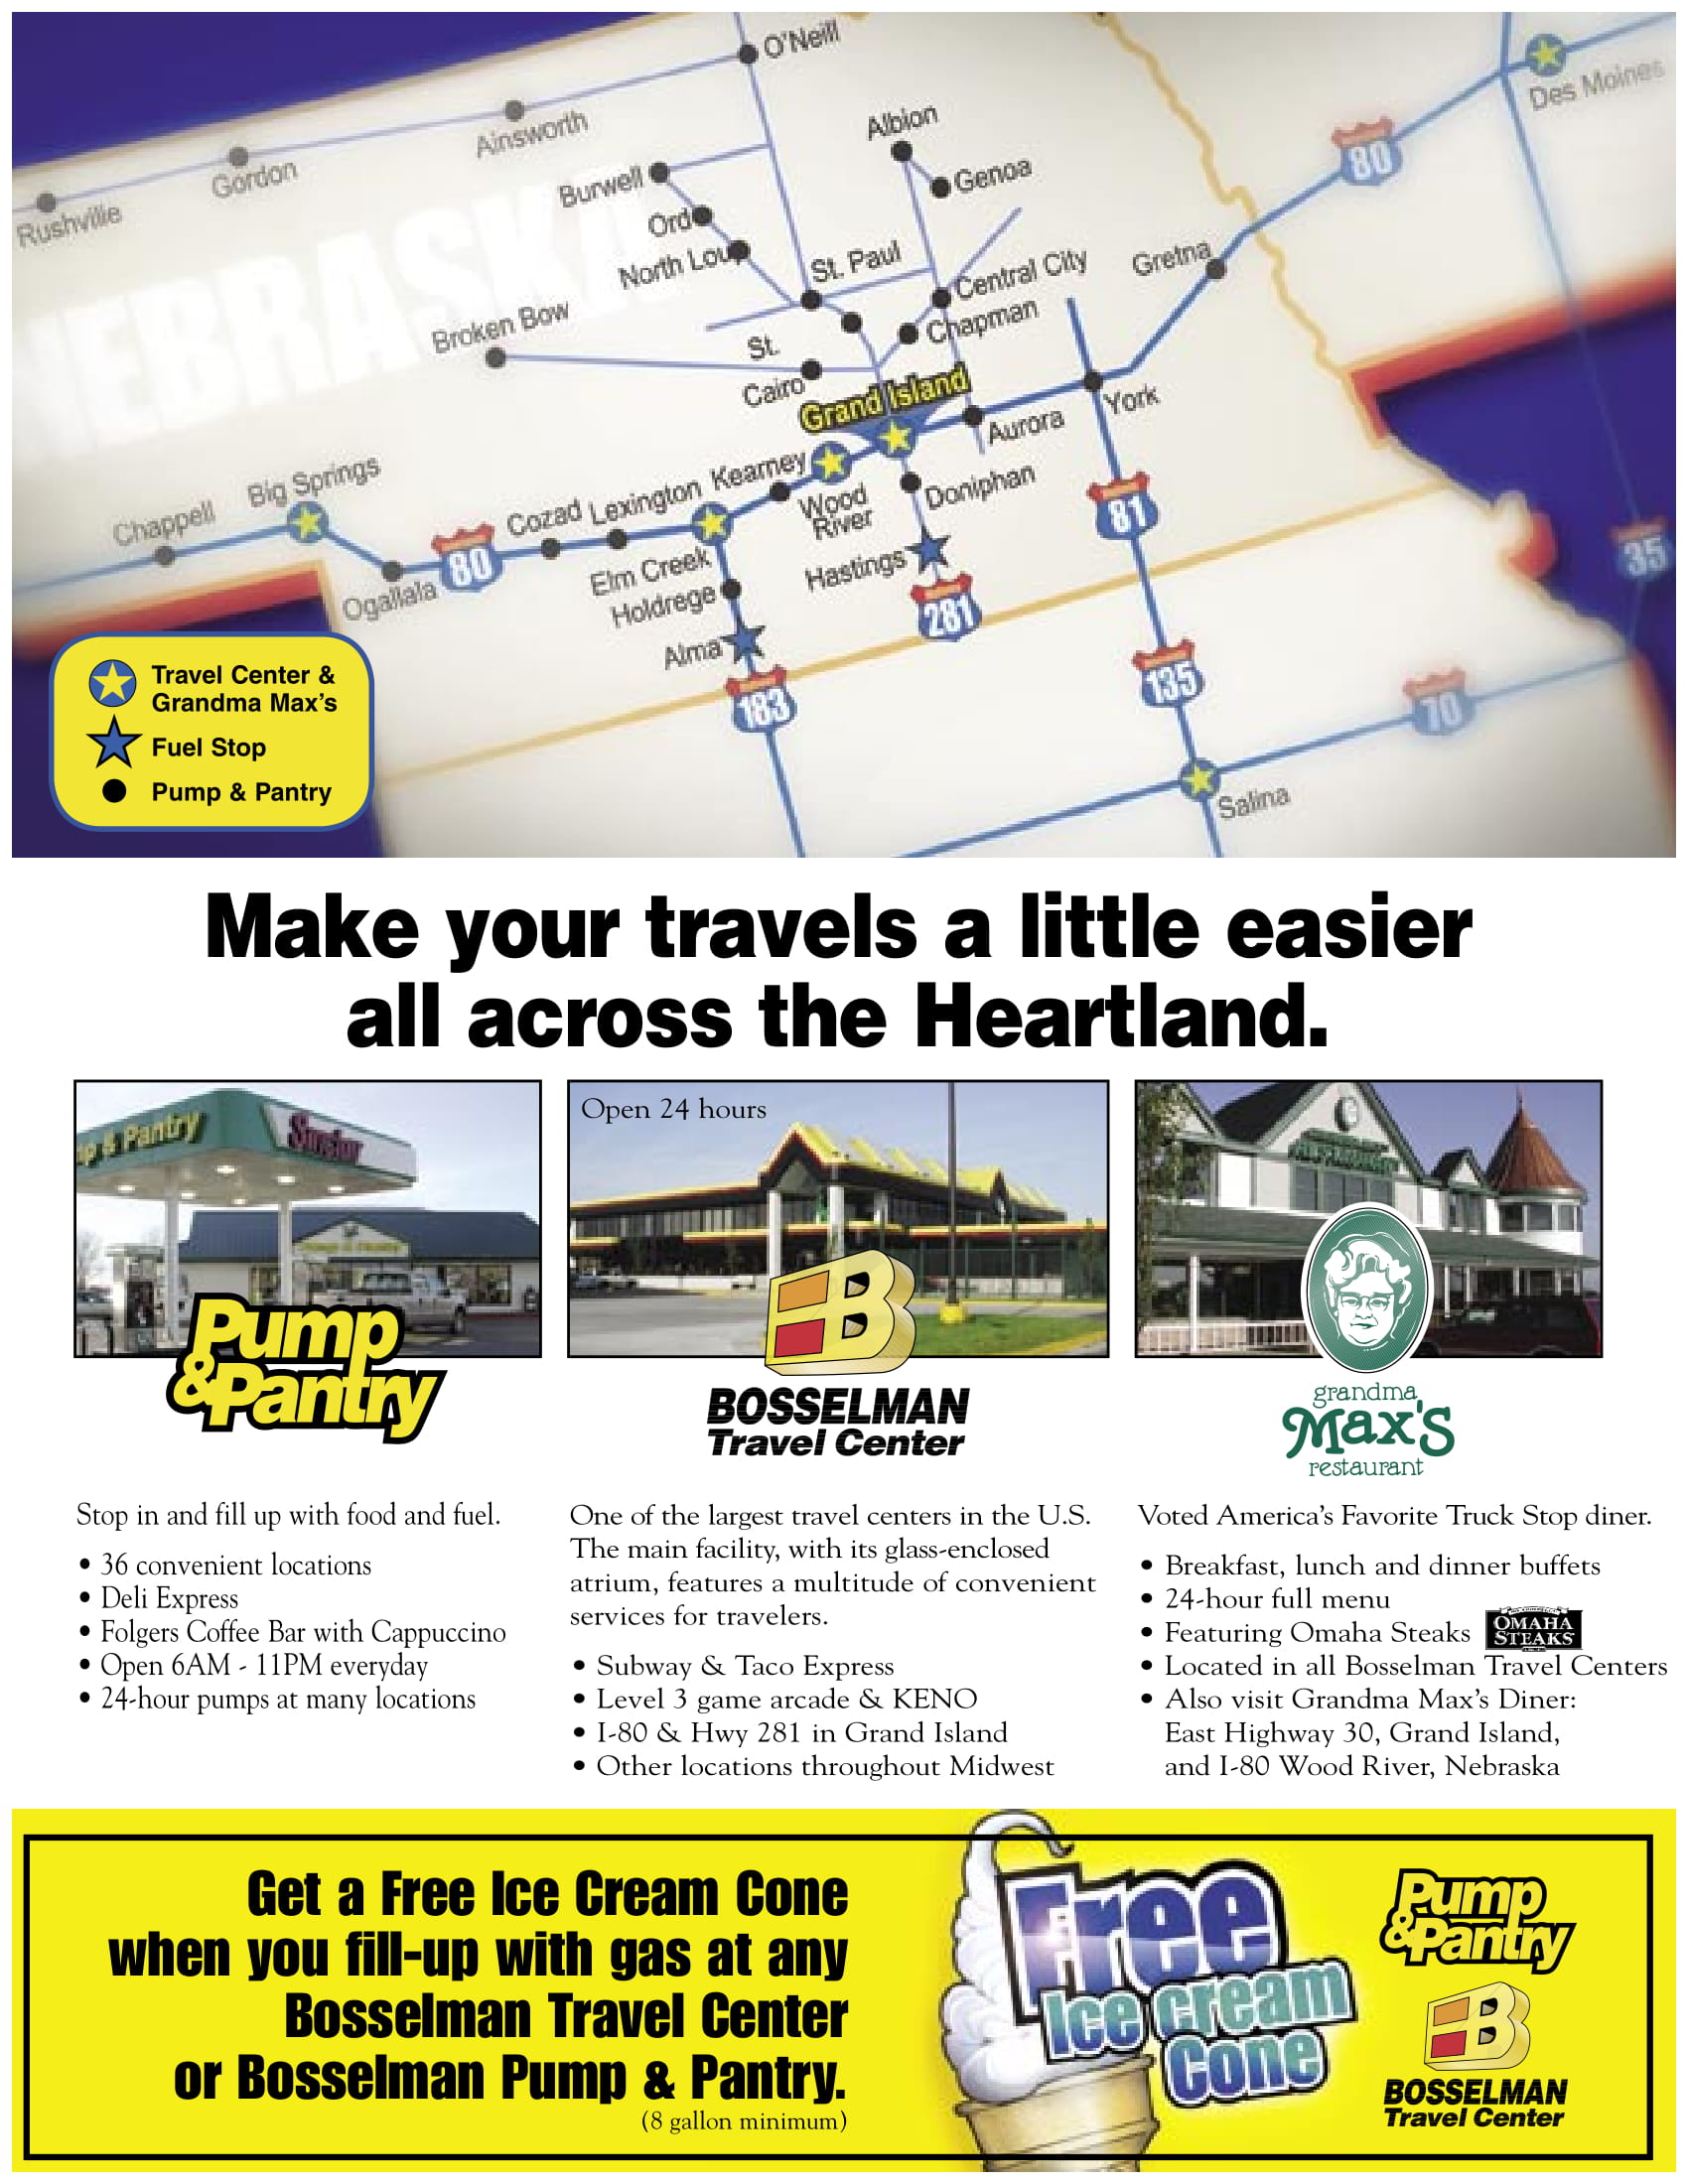 O'Neill
Ainsworth
Gordon
Rushville
NEBRASKA
Albion
Genoa
Burwell
Ord
North Loup
St. Paul
Central City
Chapman
Gretna
Des Moines
80
Broken Bow
St.
Cairo
Grand Island
Aurora
York
Chappell
Big Springs
Ogallala
80
Cozad
Lexington
Kearney
Wood
River
Doniphan
Elm Creek
Holdrege
Alma
Hastings
281
81
35
183
135
70
Salina
Travel Center &
Grandma Max's
Fuel Stop
Pump & Pantry
Make your travels a little easier
all across the Heartland.
p & Pantry
Sinclair
Open 24 hours
Pump
&Pantry
B
BOSSELMAN
Travel Center
grandma
Max's
restaurant
Stop in and fill up with food and fuel.
• 36 convenient locations
• Deli Express
• Folgers Coffee Bar with Cappuccino
• Open 6AM - 11PM everyday
• 24-hour pumps at many locations
One of the largest travel centers in the U.S.
The main facility, with its glass-enclosed
atrium, features a multitude of convenient
services for travelers.
• Subway & Taco Express
• Level 3 game arcade & KENO
• I-80 & Hwy 281 in Grand Island
• Other locations throughout Midwest
Voted America's Favorite Truck Stop diner.
• Breakfast, lunch and dinner buffets
• 24-hour full menu
• Featuring Omaha Steaks
OMAHA
STEAKS
• Located in all Bosselman Travel Centers
• Also visit Grandma Max's Diner:
East Highway 30, Grand Island,
and I-80 Wood River, Nebraska
Get a Free Ice Cream Cone
when you fill-up with gas at any
Bosselman Travel Center
or Bosselman Pump & Pantry.
(8 gallon minimum)
Free
Ice cream
Cone
Pump
&Pantry
B
BOSSELMAN
Travel Center